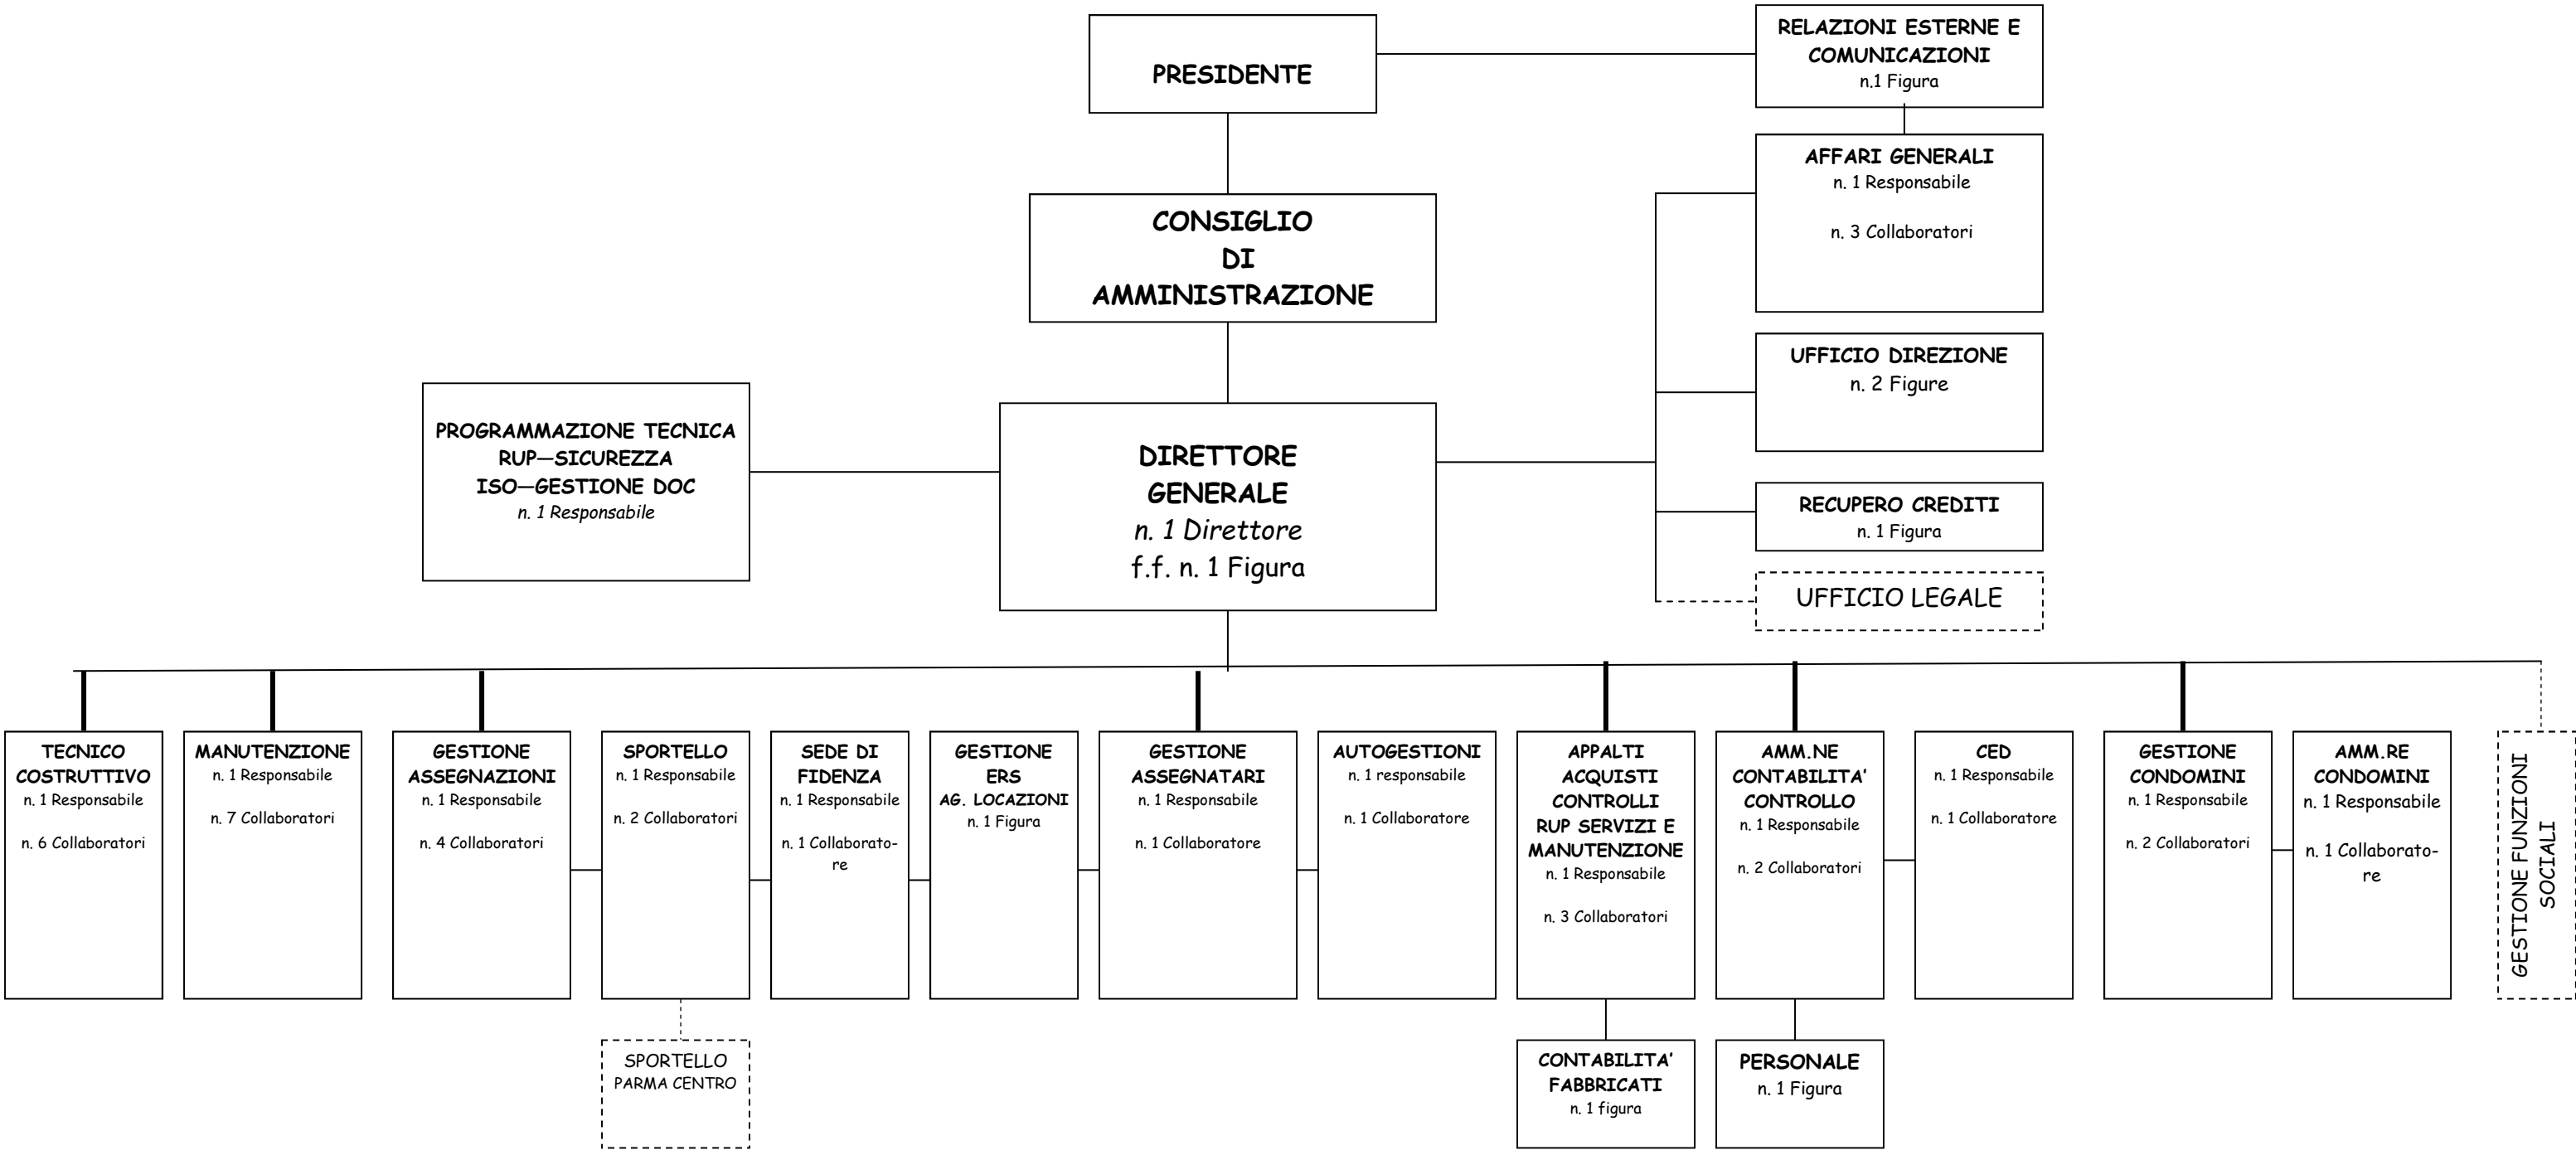 PRESIDENTE
RELAZIONI ESTERNE E
COMUNICAZIONI
n.1 Figura
AFFARI GENERALI
n. 1 Responsabile
n. 3 Collaboratori
CONSIGLIO
DI
AMMINISTRAZIONE
UFFICIO DIREZIONE
n. 2 Figure
PROGRAMMAZIONE TECNICA
RUP—SICUREZZA
ISO—GESTIONE DOC
n. 1 Responsabile
DIRETTORE
GENERALE
n. 1 Direttore
f.f. n. 1 Figura
RECUPERO CREDITI
n. 1 Figura
UFFICIO LEGALE
TECNICO
COSTRUTTIVO
n. 1 Responsabile
n. 6 Collaboratori
MANUTENZIONE
n. 1 Responsabile
n. 7 Collaboratori
GESTIONE
ASSEGNAZIONI
n. 1 Responsabile
n. 4 Collaboratori
SPORTELLO
n. 1 Responsabile
n. 2 Collaboratori
SEDE DI
FIDENZA
n. 1 Responsabile
n. 1 Collaborato-
re
GESTIONE
ERS
AG. LOCAZIONI
n. 1 Figura
GESTIONE
ASSEGNATARI
n. 1 Responsabile
n. 1 Collaboratore
AUTOGESTIONI
n. 1 responsabile
n. 1 Collaboratore
APPALTI
ACQUISTI
CONTROLLI
RUP SERVIZI E
MANUTENZIONE
n. 1 Responsabile
n. 3 Collaboratori
AMM.NE
CONTABILITA'
CONTROLLO
n. 1 Responsabile
n. 2 Collaboratori
CED
n. 1 Responsabile
n. 1 Collaboratore
GESTIONE
CONDOMINI
n. 1 Responsabile
n. 2 Collaboratori
AMM.RE
CONDOMINI
n. 1 Responsabile
n. 1 Collaborato-
re
GESTIONE FUNZIONI
SOCIALI
SPORTELLO
PARMA CENTRO
CONTABILITA'
FABBRICATI
n. 1 figura
PERSONALE
n. 1 Figura